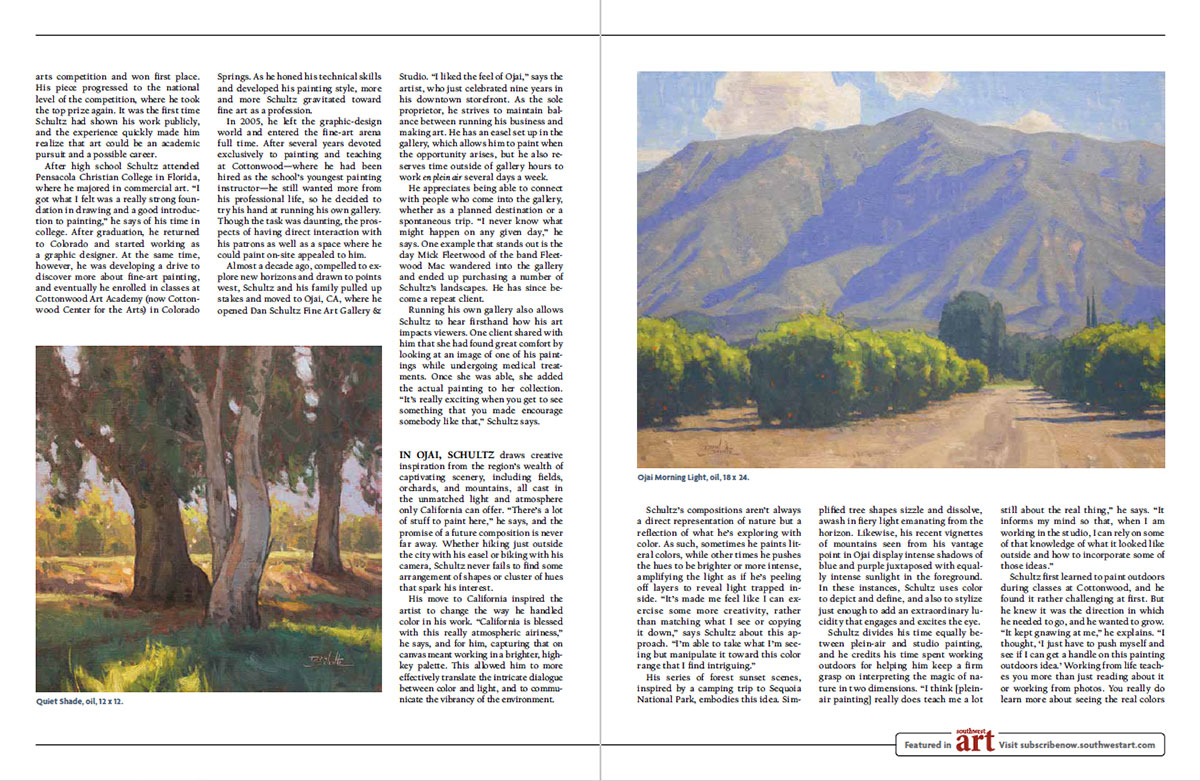 arts competition and won first place.
His piece progressed to the national
level of the competition, where he took
the top prize again. It was the first time
Schultz had shown his work publicly,
and the experience quickly made him
realize that art could be an academic
pursuit and a possible career.
After high school Schultz attended
Pensacola Christian College in Florida,
where he majored in commercial art. “I
got what I felt was a really strong foun-
dation in drawing and a good introduc-
tion to painting,” he says of his time in
college. After graduation, he returned
to Colorado and started working as
a graphic designer. At the same time,
however, he was developing a drive to
discover more about fine-art painting,
and eventually he enrolled in classes at
Cottonwood Art Academy (now Cotton-
wood Center for the Arts) in Colorado
Springs. As he honed his technical skills
and developed his painting style, more
and more Schultz gravitated toward
fine art as a profession.
In 2005, he left the graphic-design
world and entered the fine-art arena
full time. After several years devoted
exclusively to painting and teaching
at Cottonwood—where he had been
hired as the school’s youngest painting
instructor—he still wanted more from
his professional life, so he decided to
try his hand at running his own gallery.
Though the task was daunting, the pros-
pects of having direct interaction with
his patrons as well as a space where he
could paint on-site appealed to him.
Almost a decade ago, compelled to ex-
plore new horizons and drawn to points
west, Schultz and his family pulled up
stakes and moved to Ojai, CA, where he
opened Dan Schultz Fine Art Gallery &
Studio. “I liked the feel of Ojai,” says the
artist, who just celebrated nine years in
his downtown storefront. As the sole
proprietor, he strives to maintain bal-
ance between running his business and
making art. He has an easel set up in the
gallery, which allows him to paint when
the opportunity arises, but he also re-
serves time outside of gallery hours to
work en plein air several days a week.
He appreciates being able to connect
with people who come into the gallery,
whether as a planned destination or a
spontaneous trip. “I never know what
might happen on any given day,” he
says. One example that stands out is the
day Mick Fleetwood of the band Fleet-
wood Mac wandered into the gallery
and ended up purchasing a number of
Schultz’s landscapes. He has since be-
come a repeat client.
Running his own gallery also allows
Schultz to hear firsthand how his art
impacts viewers. One client shared with
him that she had found great comfort by
looking at an image of one of his paint-
ings while undergoing medical treat-
ments. Once she was able, she added
the actual painting to her collection.
“It’s really exciting when you get to see
something that you made encourage
somebody like that,” Schultz says.
IN OJAI, SCHULTZ draws creative
inspiration from the region’s wealth of
captivating scenery, including fields,
orchards, and mountains, all cast in
the unmatched light and atmosphere
only California can offer. “There’s a lot
of stuff to paint here,” he says, and the
promise of a future composition is never
far away. Whether hiking just outside
the city with his easel or biking with his
camera, Schultz never fails to find some
arrangement of shapes or cluster of hues
that spark his interest.
His move to California inspired the
artist to change the way he handled
color in his work. “California is blessed
with this really atmospheric airiness,”
he says, and for him, capturing that on
canvas meant working in a brighter, high-
key palette. This allowed him to more
effectively translate the intricate dialogue
between color and light, and to commu-
nicate the vibrancy of the environment.
Quiet Shade, oil, 12 x 12.
Ojai Morning Light, oil, 18 x 24.
Schultz’s compositions aren’t always
a direct representation of nature but a
reflection of what he’s exploring with
color. As such, sometimes he paints lit-
eral colors, while other times he pushes
the hues to be brighter or more intense,
amplifying the light as if he’s peeling
off layers to reveal light trapped in-
side. “It’s made me feel like I can ex-
ercise some more creativity, rather
than matching what I see or copying
it down,” says Schultz about this ap-
proach. “I’m able to take what I’m see-
ing but manipulate it toward this color
range that I find intriguing.”
His series of forest sunset scenes,
inspired by a camping trip to Sequoia
National Park, embodies this idea. Sim-
plified tree shapes sizzle and dissolve,
awash in fiery light emanating from the
horizon. Likewise, his recent vignettes
of mountains seen from his vantage
point in Ojai display intense shadows of
blue and purple juxtaposed with equal-
ly intense sunlight in the foreground.
In these instances, Schultz uses color
to depict and define, and also to stylize
just enough to add an extraordinary lu-
cidity that engages and excites the eye.
Schultz divides his time equally be-
tween plein-air and studio painting,
and he credits his time spent working
outdoors for helping him keep a firm
grasp on interpreting the magic of na-
ture in two dimensions. “I think [plein-
air painting] really does teach me a lot
still about the real thing,” he says. “It
informs my mind so that, when I am
working in the studio, I can rely on some
of that knowledge of what it looked like
outside and how to incorporate some of
those ideas.”
Schultz first learned to paint outdoors
during classes at Cottonwood, and he
found it rather challenging at first. But
he knew it was the direction in which
he needed to go, and he wanted to grow.
“It kept gnawing at me,” he explains. “I
thought, ‘I just have to push myself and
see if I can get a handle on this painting
outdoors idea.’ Working from life teach-
es you more than just reading about it
or working from photos. You really do
learn more about seeing the real colors
Featured in southwest art Visit subscribenow.southwestart.com